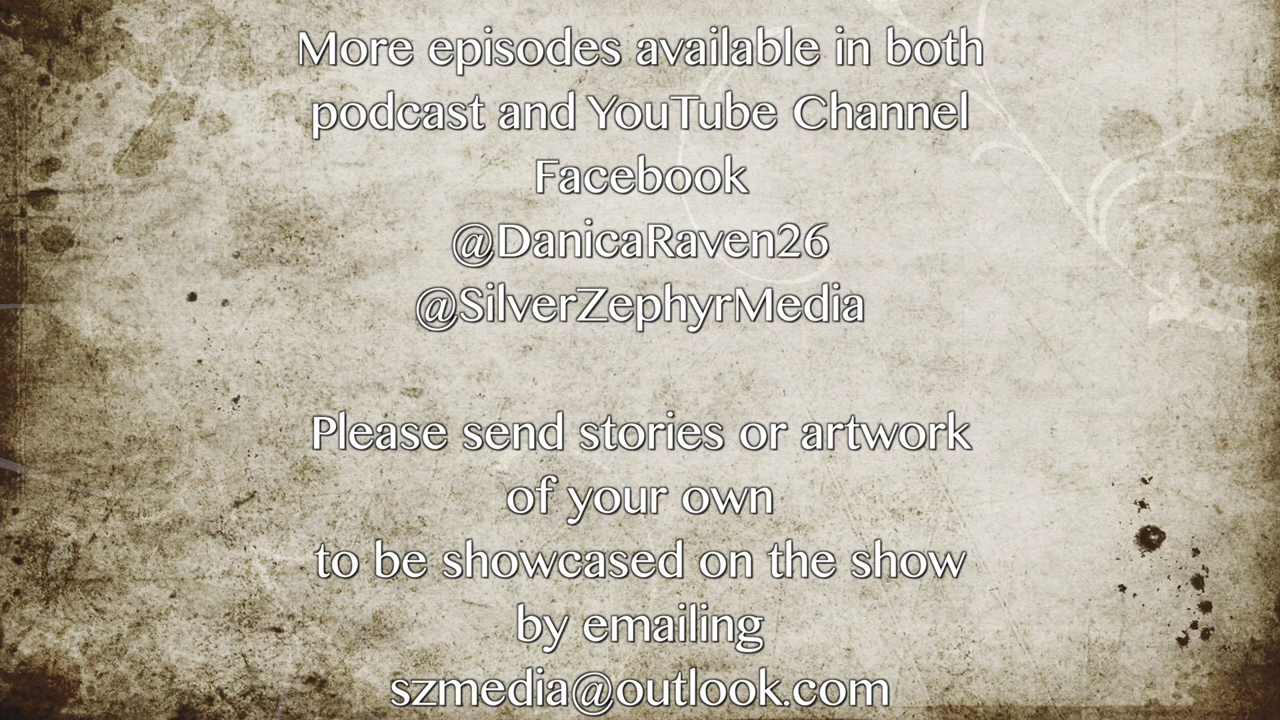 More episodes available in both
podcast and YouTube Channel
Facebook
@DanicaRaven26
@SilverZephyrMedia
Please send stories or artwork
of your own
to be showcased on the show
by emailing
szmedia@outlook.com